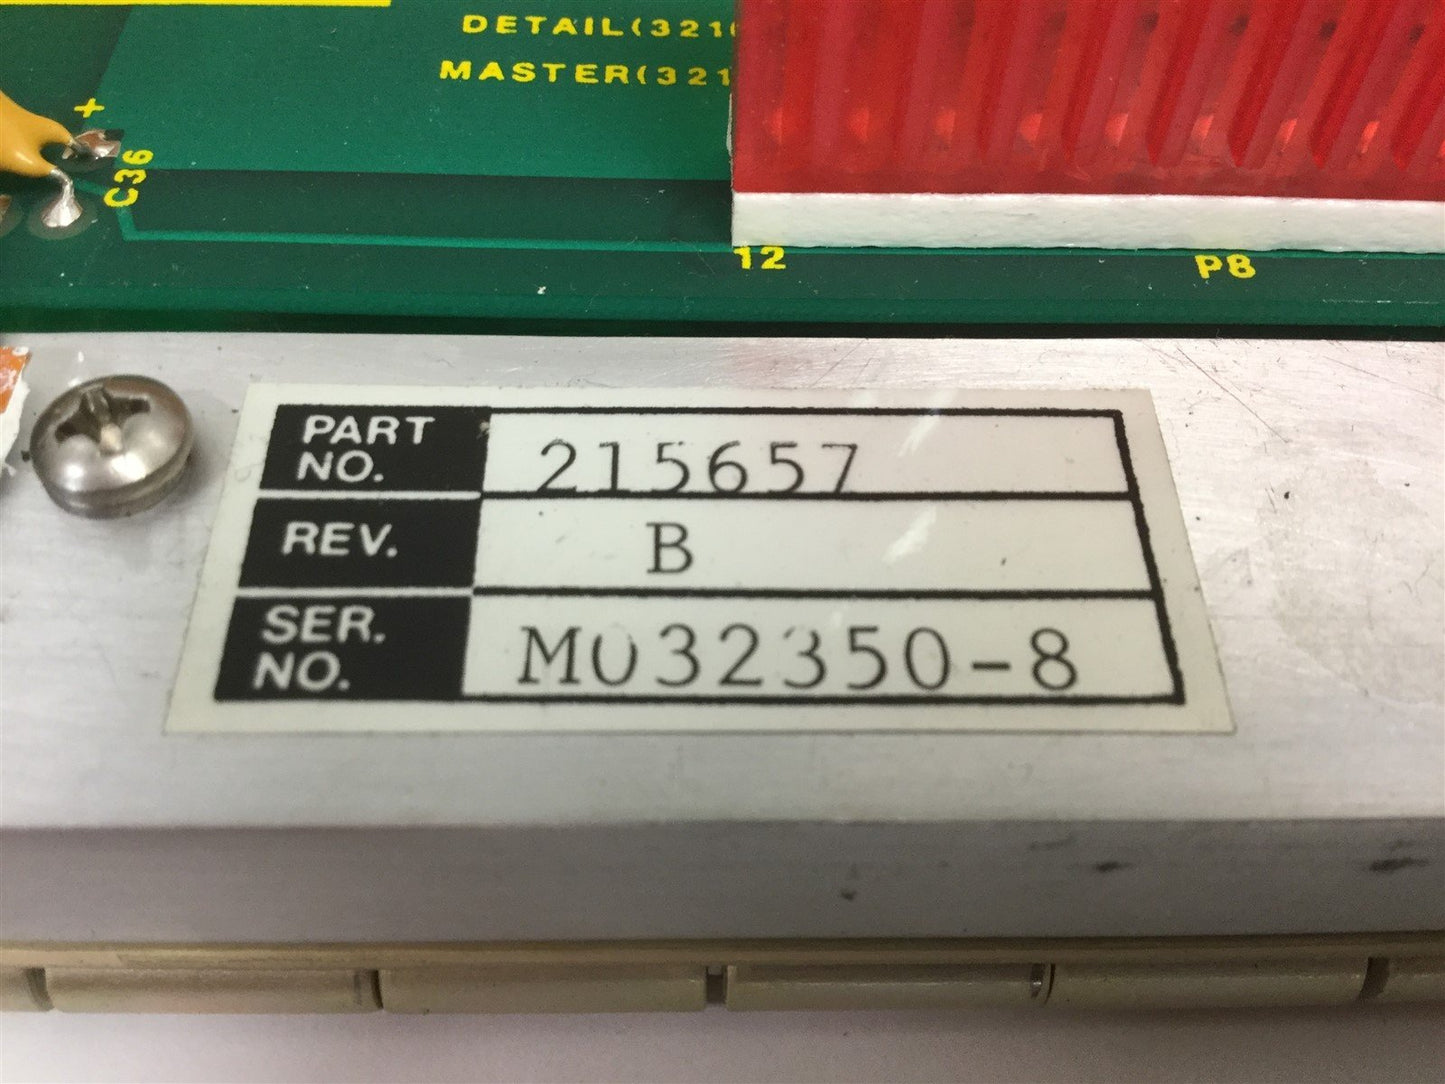 DETAIL(321
MASTER(321
+
C36
12
P8
PART NO. 215657
REV. B
SER. NO. M032350-8